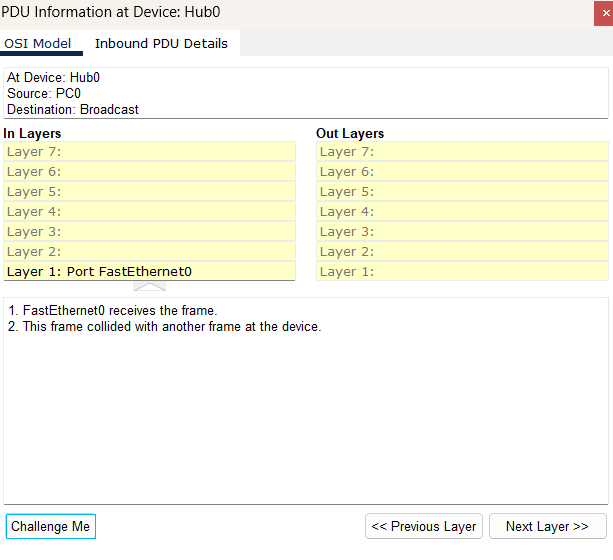 PDU Information at Device: Hub0
×
OSI Model
Inbound PDU Details
At Device: Hub0
Source: PC0
Destination: Broadcast
In Layers
Layer 7:
Layer 6:
Layer 5:
Layer 4:
Layer 3:
Layer 2:
Layer 1: Port FastEthernet0
Out Layers
Layer 7:
Layer 6:
Layer 5:
Layer 4:
Layer 3:
Layer 2:
Layer 1:
1. FastEthernet0 receives the frame.
2. This frame collided with another frame at the device.
Challenge Me
<< Previous Layer
Next Layer >>